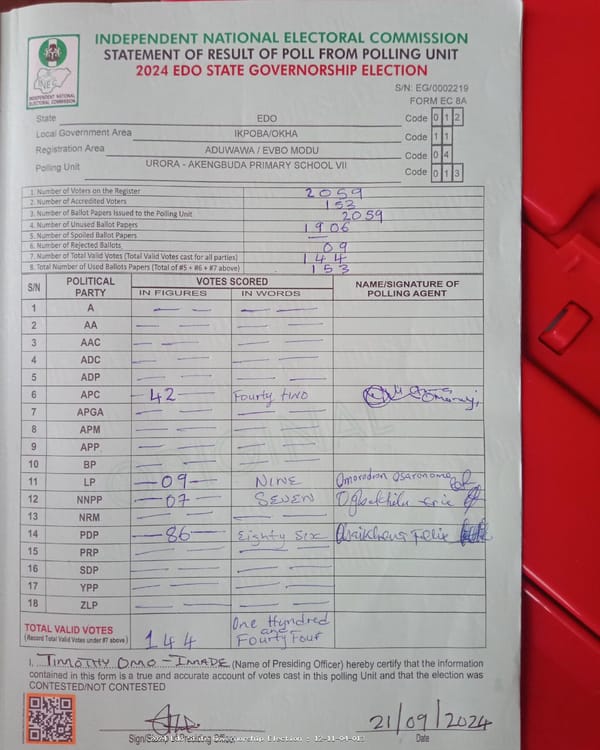 INDEPENDENT NATIONAL ELECTORAL COMMISSION
STATEMENT OF RESULT OF POLL FROM POLLING UNIT
2024 EDO STATE GOVERNORSHIP ELECTION
INEC
INDEPENDENT NATIONAL ELECTORAL COMMISSION
S/N: EG/0002219
FORM EC 8A
State EDO Code 0 1 2
Local Government Area IKPOBA/OKHA Code 1 1
Registration Area ADUWAWA / EVBO MODU Code 0 4
Polling Unit URORA - AKENGBUDA PRIMARY SCHOOL VII Code 0 1 3
1. Number of Voters on the Register 2059
2. Number of Accredited Voters 153
3. Number of Ballot Papers Issued to the Polling Unit 2059
4. Number of Unused Ballot Papers 1906
5. Number of Spoiled Ballot Papers —
6. Number of Rejected Ballots 09
7. Number of Total Valid Votes (Total Valid Votes cast for all parties) 144
8. Total Number of Used Ballots Papers (Total of #5 + #6 + #7 above) 153
S/N POLITICAL PARTY VOTES SCORED NAME/SIGNATURE OF POLLING AGENT
IN FIGURES IN WORDS
1 A — — — —
2 AA — — — —
3 AAC — — — —
4 ADC — — — —
5 ADP — — — —
6 APC —42— Fourty two
7 APGA — — — —
8 APM — — — —
9 APP — — — —
10 BP — — — —
11 LP —09— NINE Omorodion Osaronomo
12 NNPP —07— SEVEN
13 NRM — — — —
14 PDP —86— Eighty Six Felix
15 PRP — — — —
16 SDP — — — —
17 YPP — — — —
18 ZLP — — — —
TOTAL VALID VOTES 144 One Hyndred and Fourty Four
(Record Total Valid Votes under #7 above)
I, TIMOTHY OMO-IMADE (Name of Presiding Officer) hereby certify that the information
contained in this form is a true and accurate account of votes cast in this polling Unit and that the election was
CONTESTED/NOT CONTESTED
21/09/2024
Presiding Officer Date
2024 Edo State Governorship Election - 12-11-04-013